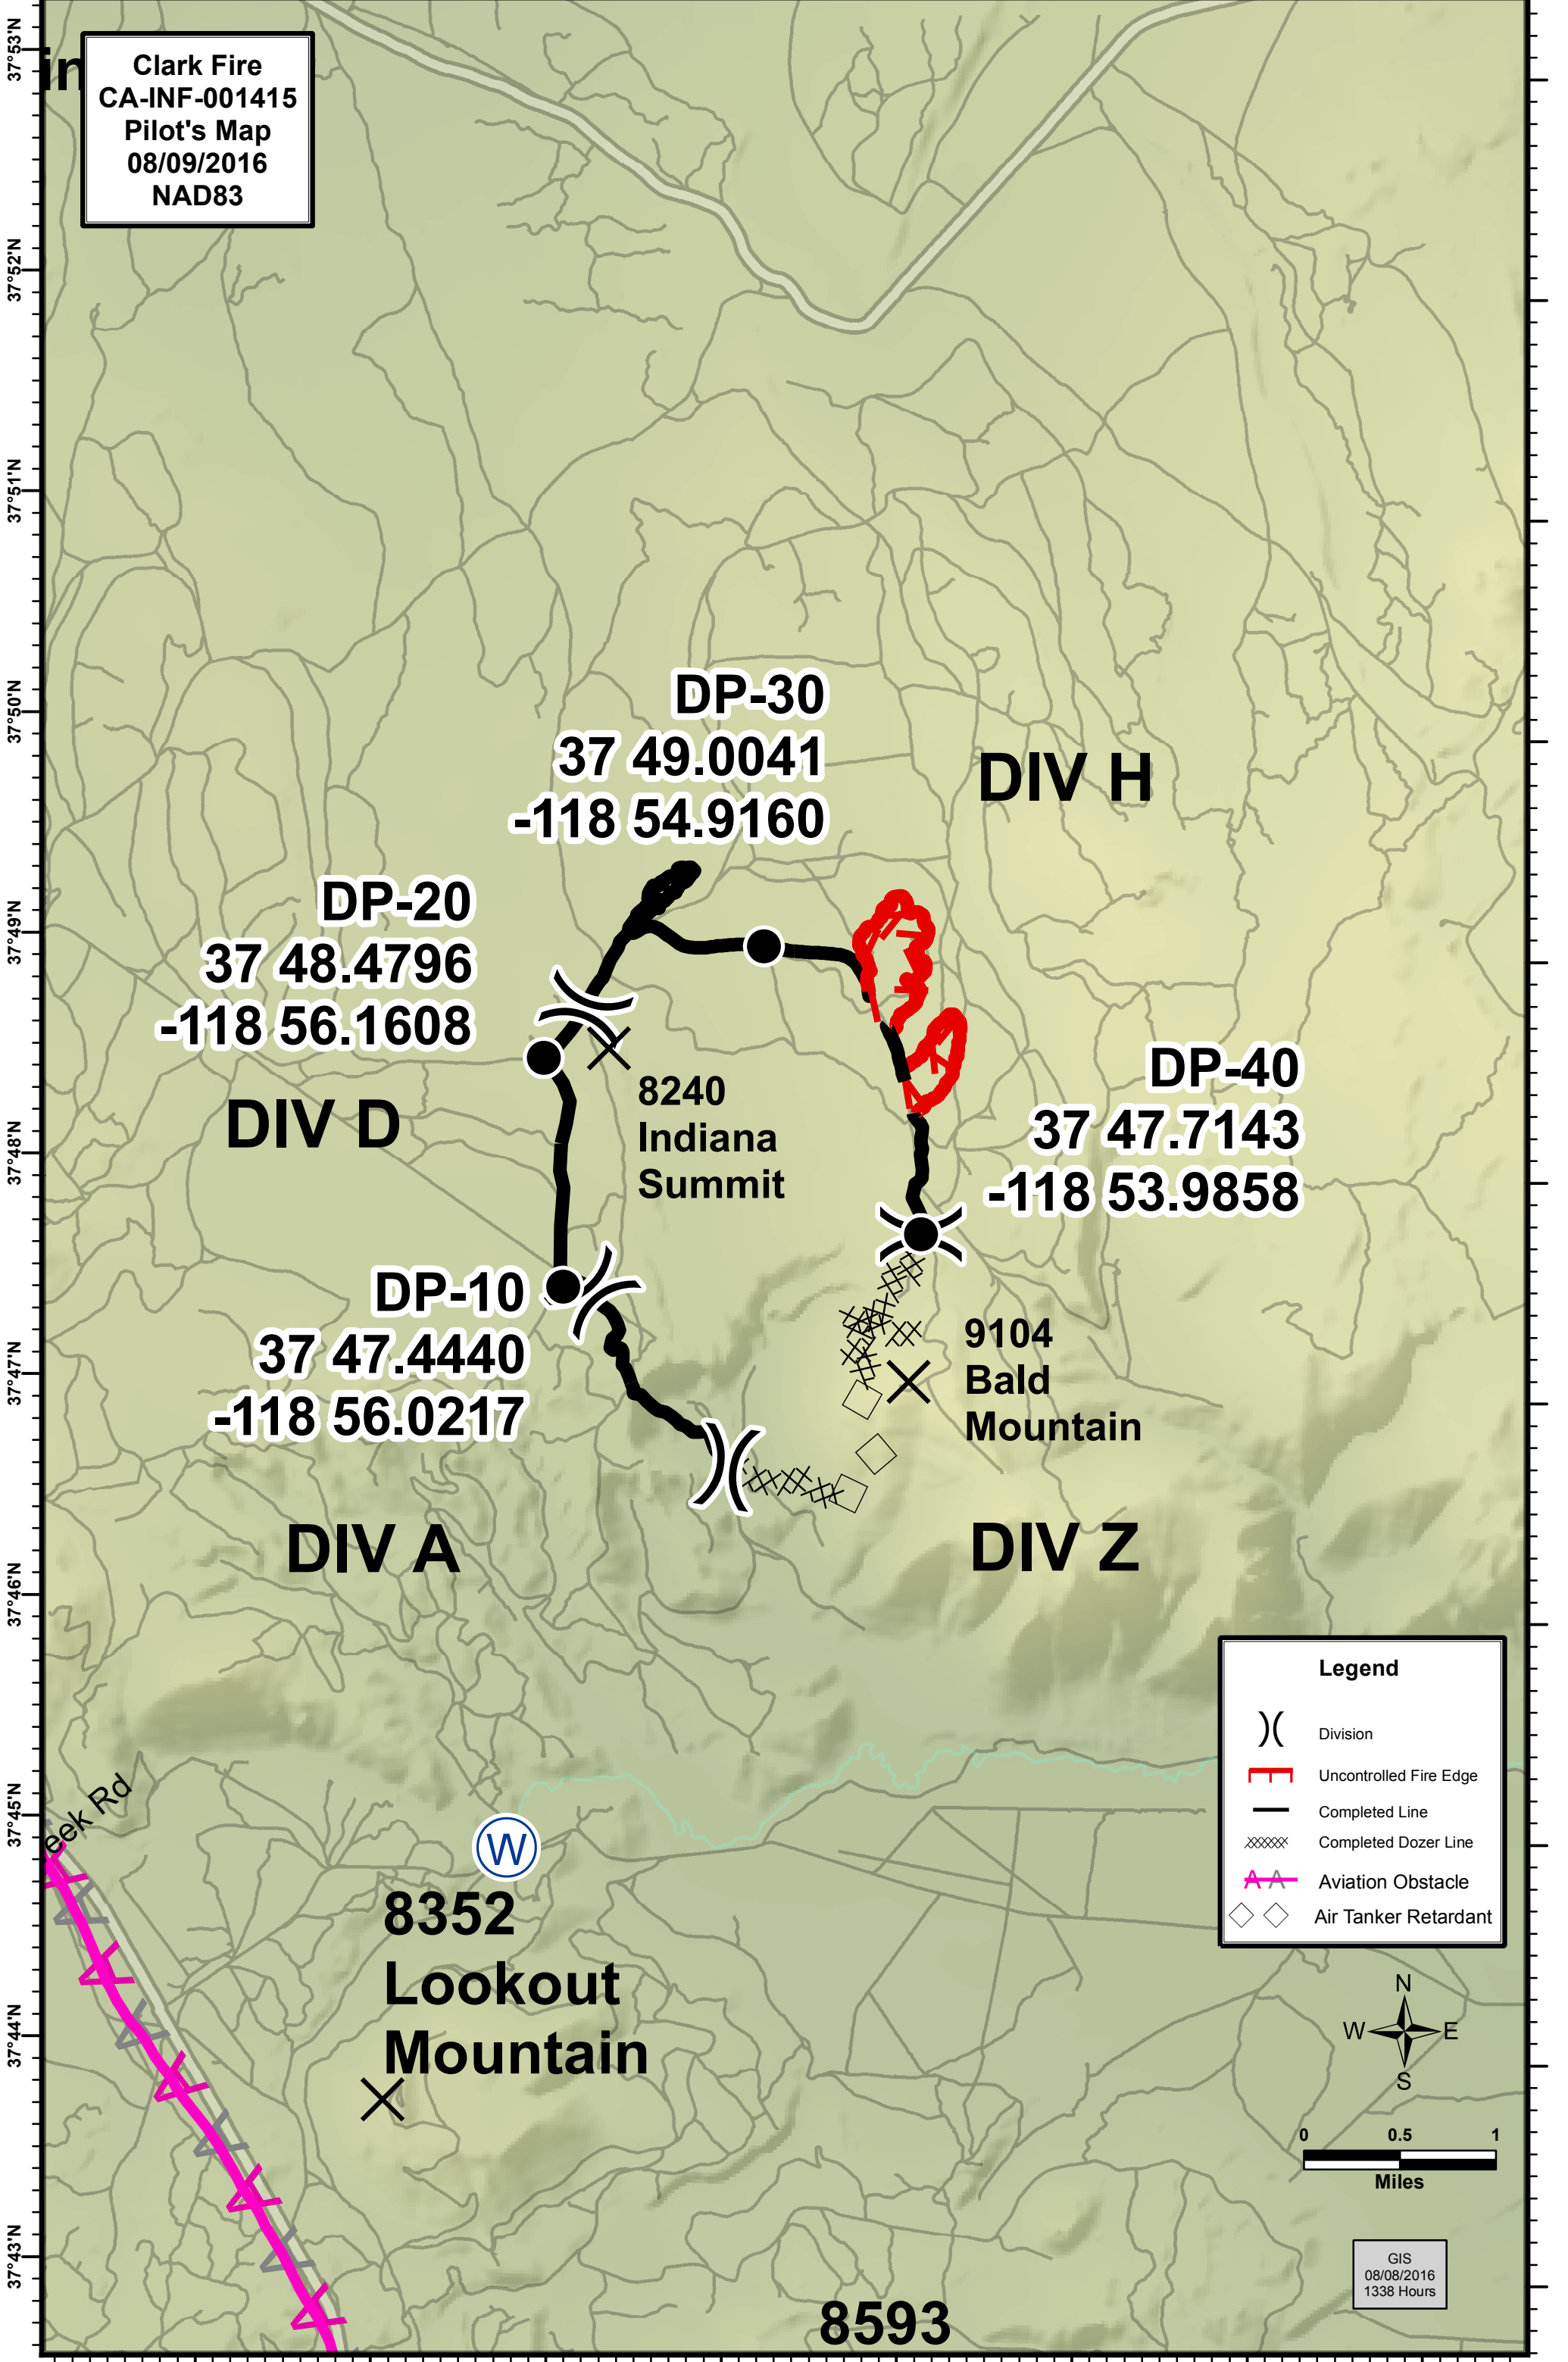 37°53'N
in
Clark Fire
CA-INF-001415
Pilot's Map
08/09/2016
NAD83
37°52'N
37°51'N
37°50'N
DP-30
37 49.0041
-118 54.9160
DIV H
37°49'N
DP-20
37 48.4796
-118 56.1608
DIV D
8240
Indiana
Summit
DP-40
37 47.7143
-118 53.9858
37°48'N
DP-10
37 47.4440
-118 56.0217
9104
Bald
Mountain
37°47'N
DIV A
DIV Z
37°46'N
Legend
Division
Uncontrolled Fire Edge
Completed Line
Completed Dozer Line
Aviation Obstacle
Air Tanker Retardant
37°45'N
eek Rd
W
8352
Lookout
Mountain
37°44'N
N
W E
S
0 0.5 1
Miles
37°43'N
GIS
08/08/2016
1338 Hours
8593